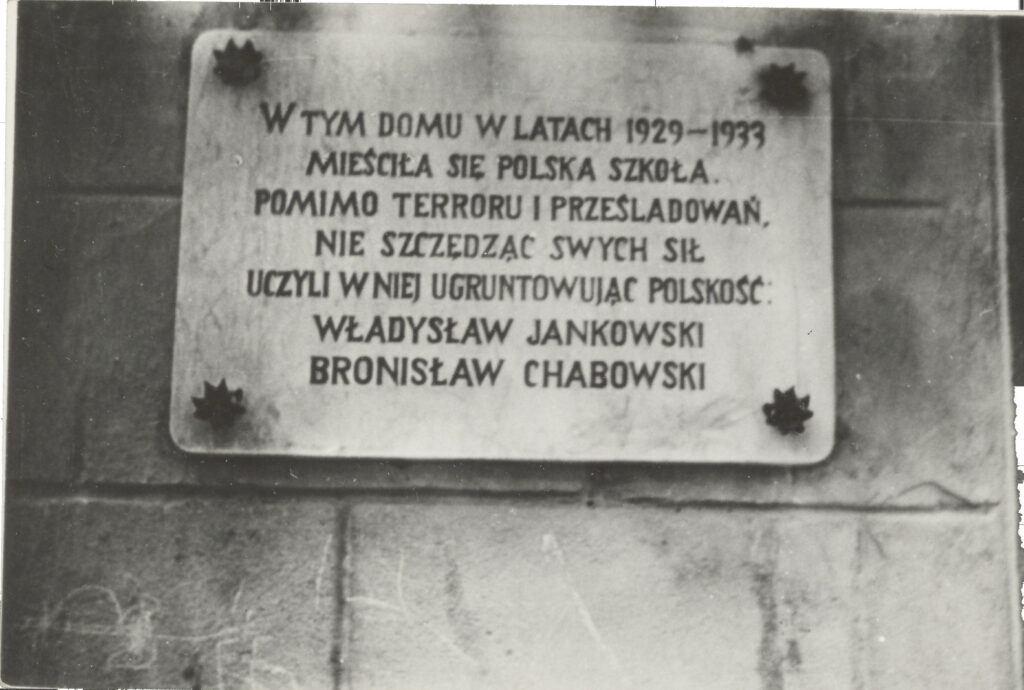 W TYM DOMU W LATACH 1929-1933
MIEŚCIŁA SIĘ POLSKA SZKOŁA.
POMIMO TERRORU I PRZEŚLADOWAŃ,
NIE SZCZĘDZĄC SWYCH SIŁ
UCZYLI W NIEJ UGRUNTOWUJĄC POLSKOŚĆ:
WŁADYSŁAW JANKOWSKI
BRONISŁAW CHABOWSKI